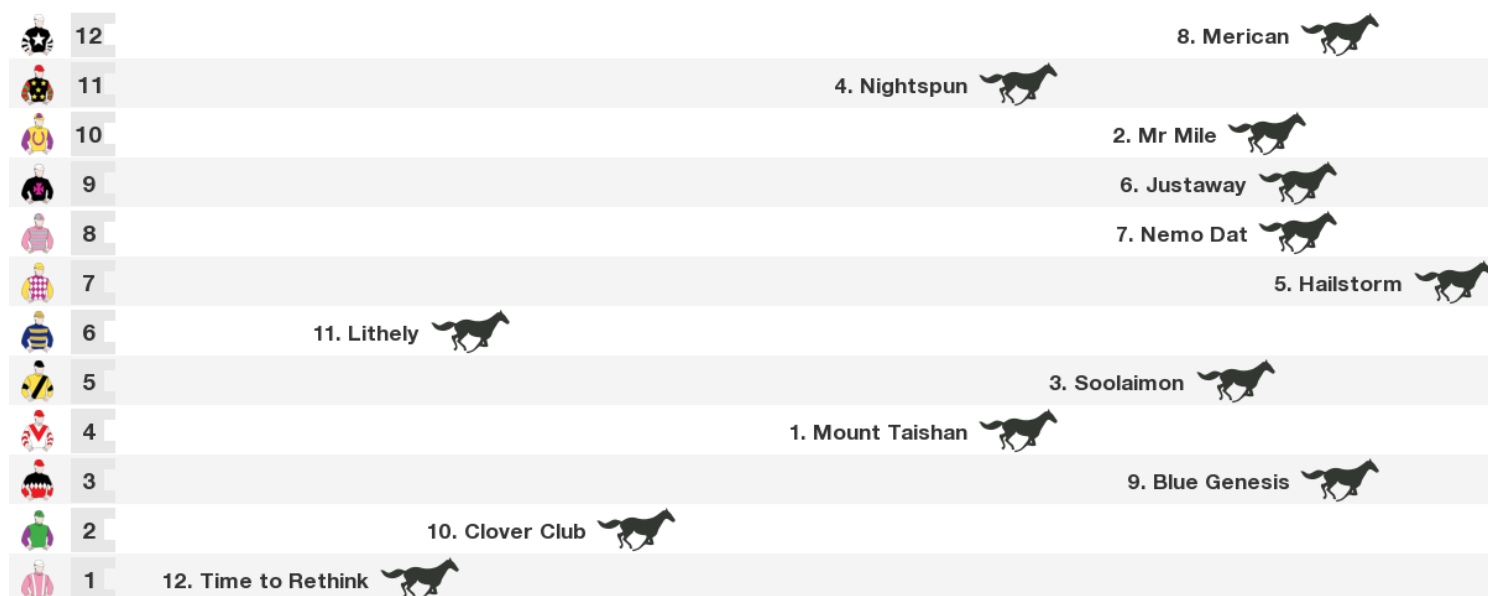 12 8. Merican
11 4. Nightspun
10 2. Mr Mile
9 6. Justaway
8 7. Nemo Dat
7 5. Hailstorm
6 11. Lithely
5 3. Soolaimon
4 1. Mount Taishan
3 9. Blue Genesis
2 10. Clover Club
1 12. Time to Rethink